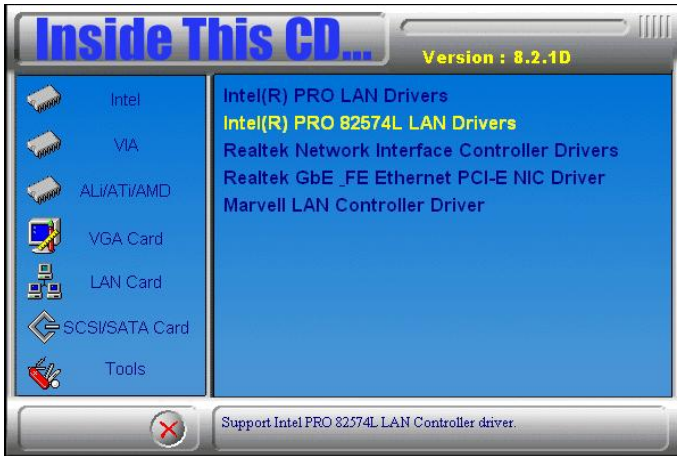 Inside This CD...
Version : 8.2.1D
Intel
VIA
ALi/ATi/AMD
VGA Card
LAN Card
SCSI/SATA Card
Tools
Intel(R) PRO LAN Drivers
Intel(R) PRO 82574L LAN Drivers
Realtek Network Interface Controller Drivers
Realtek GbE _FE Ethernet PCI-E NIC Driver
Marvell LAN Controller Driver
Support Intel PRO 82574L LAN Controller driver.